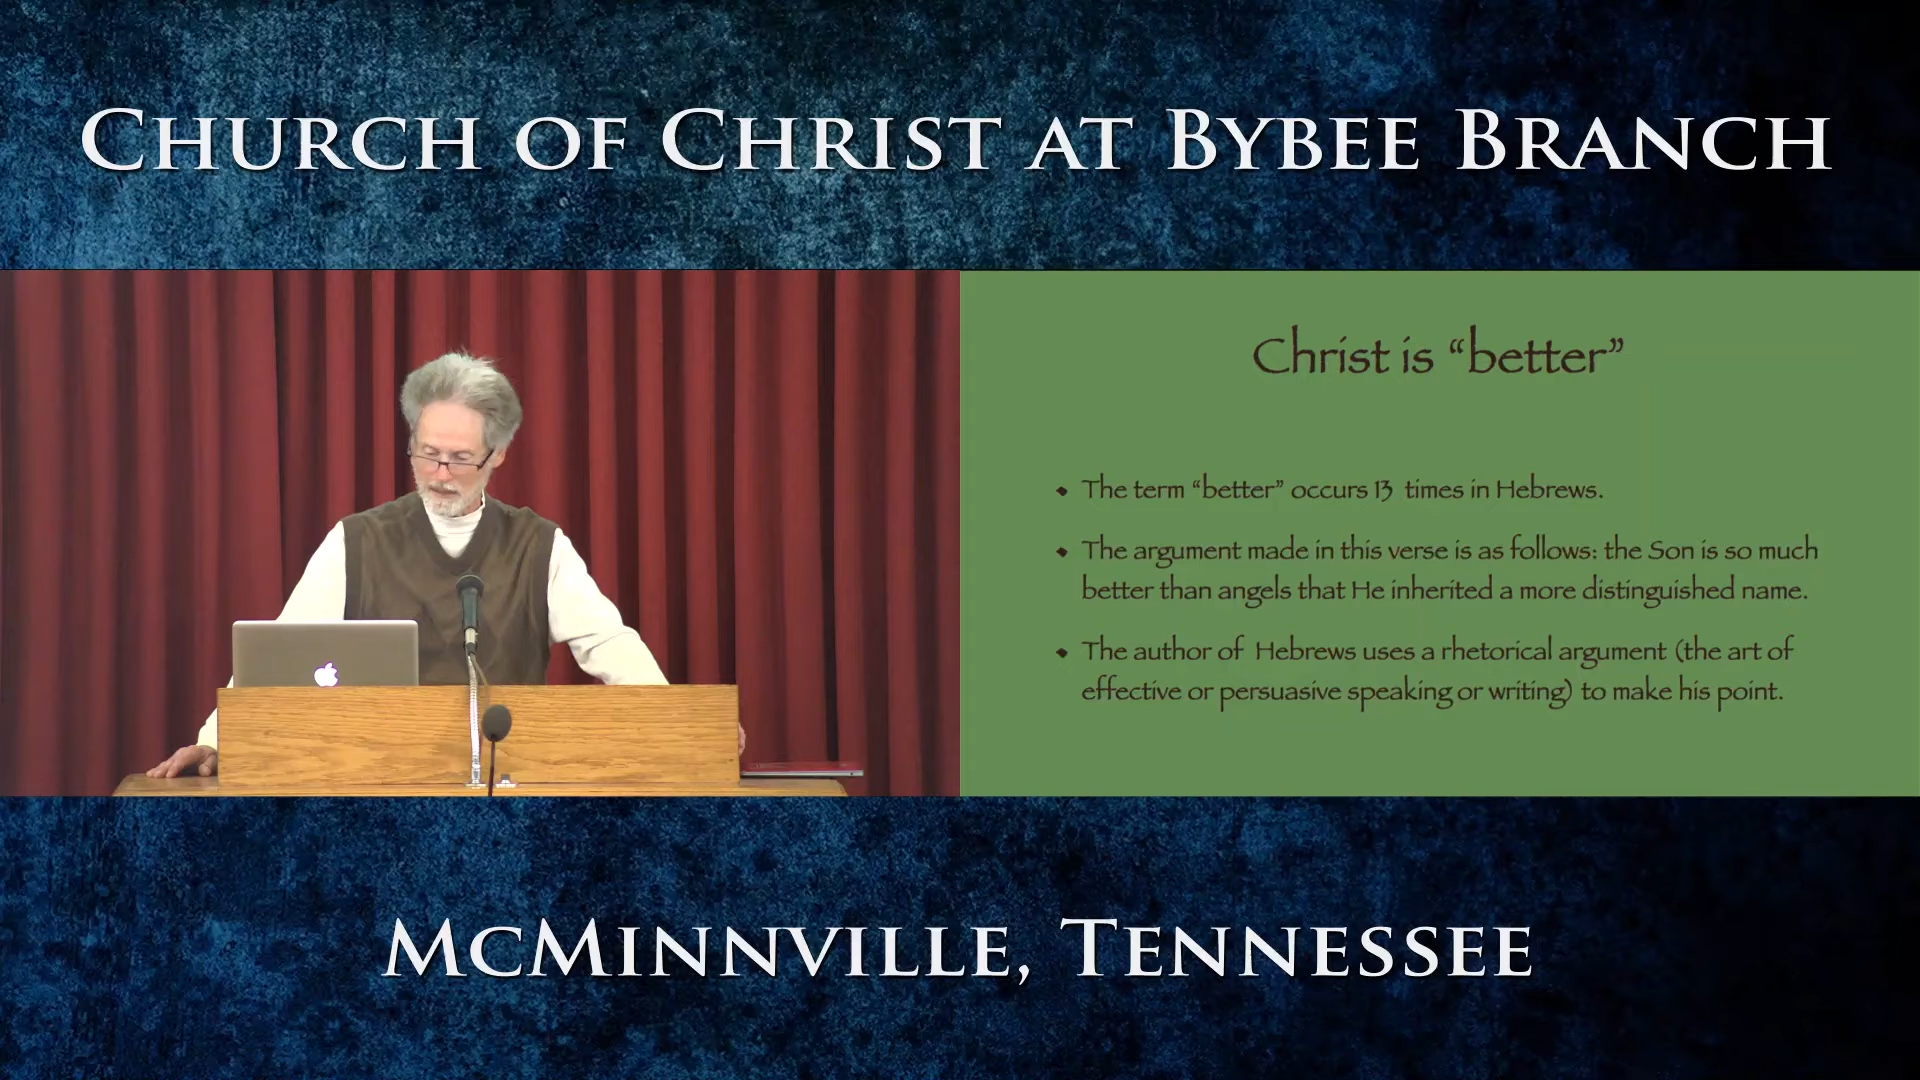 Church of Christ at Bybee Branch
Christ is “better”
• The term “better” occurs 13 times in Hebrews.
• The argument made in this verse is as follows: the Son is so much
better than angels that He inherited a more distinguished name.
• The author of Hebrews uses a rhetorical argument (the art of
effective or persuasive speaking or writing) to make his point.
McMinnville, Tennessee